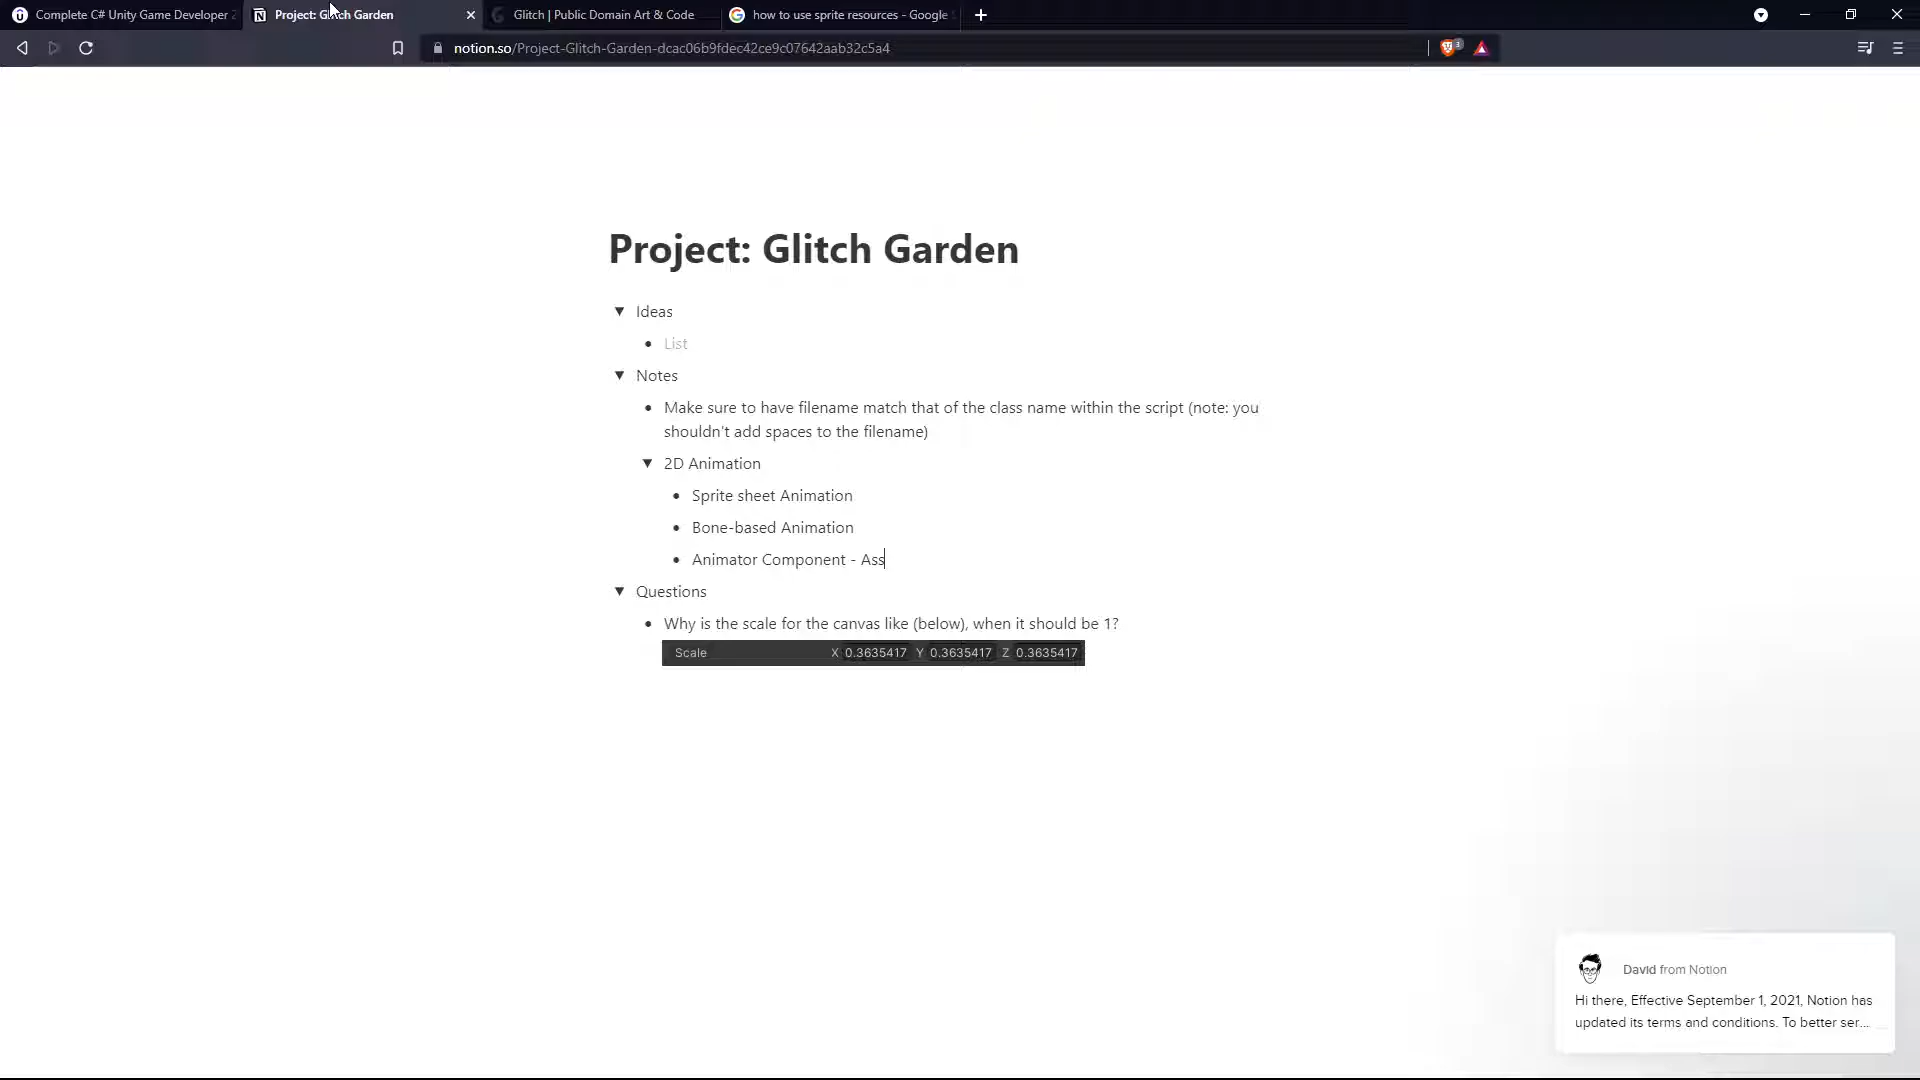 Complete C# Unity Game Developer 2
Project: Glitch Garden
Glitch | Public Domain Art & Code
how to use sprite resources - Google S
notion.so/Project-Glitch-Garden-dcac06b9fdec42ce9c07642aab32c5a4
3
Project: Glitch Garden
Ideas
List
Notes
Make sure to have filename match that of the class name within the script (note: you
shouldn't add spaces to the filename)
2D Animation
Sprite sheet Animation
Bone-based Animation
Animator Component - Ass
Questions
Why is the scale for the canvas like (below), when it should be 1?
Scale X 0.3635417 Y 0.3635417 Z 0.3635417
David from Notion
Hi there, Effective September 1, 2021, Notion has
updated its terms and conditions. To better ser...